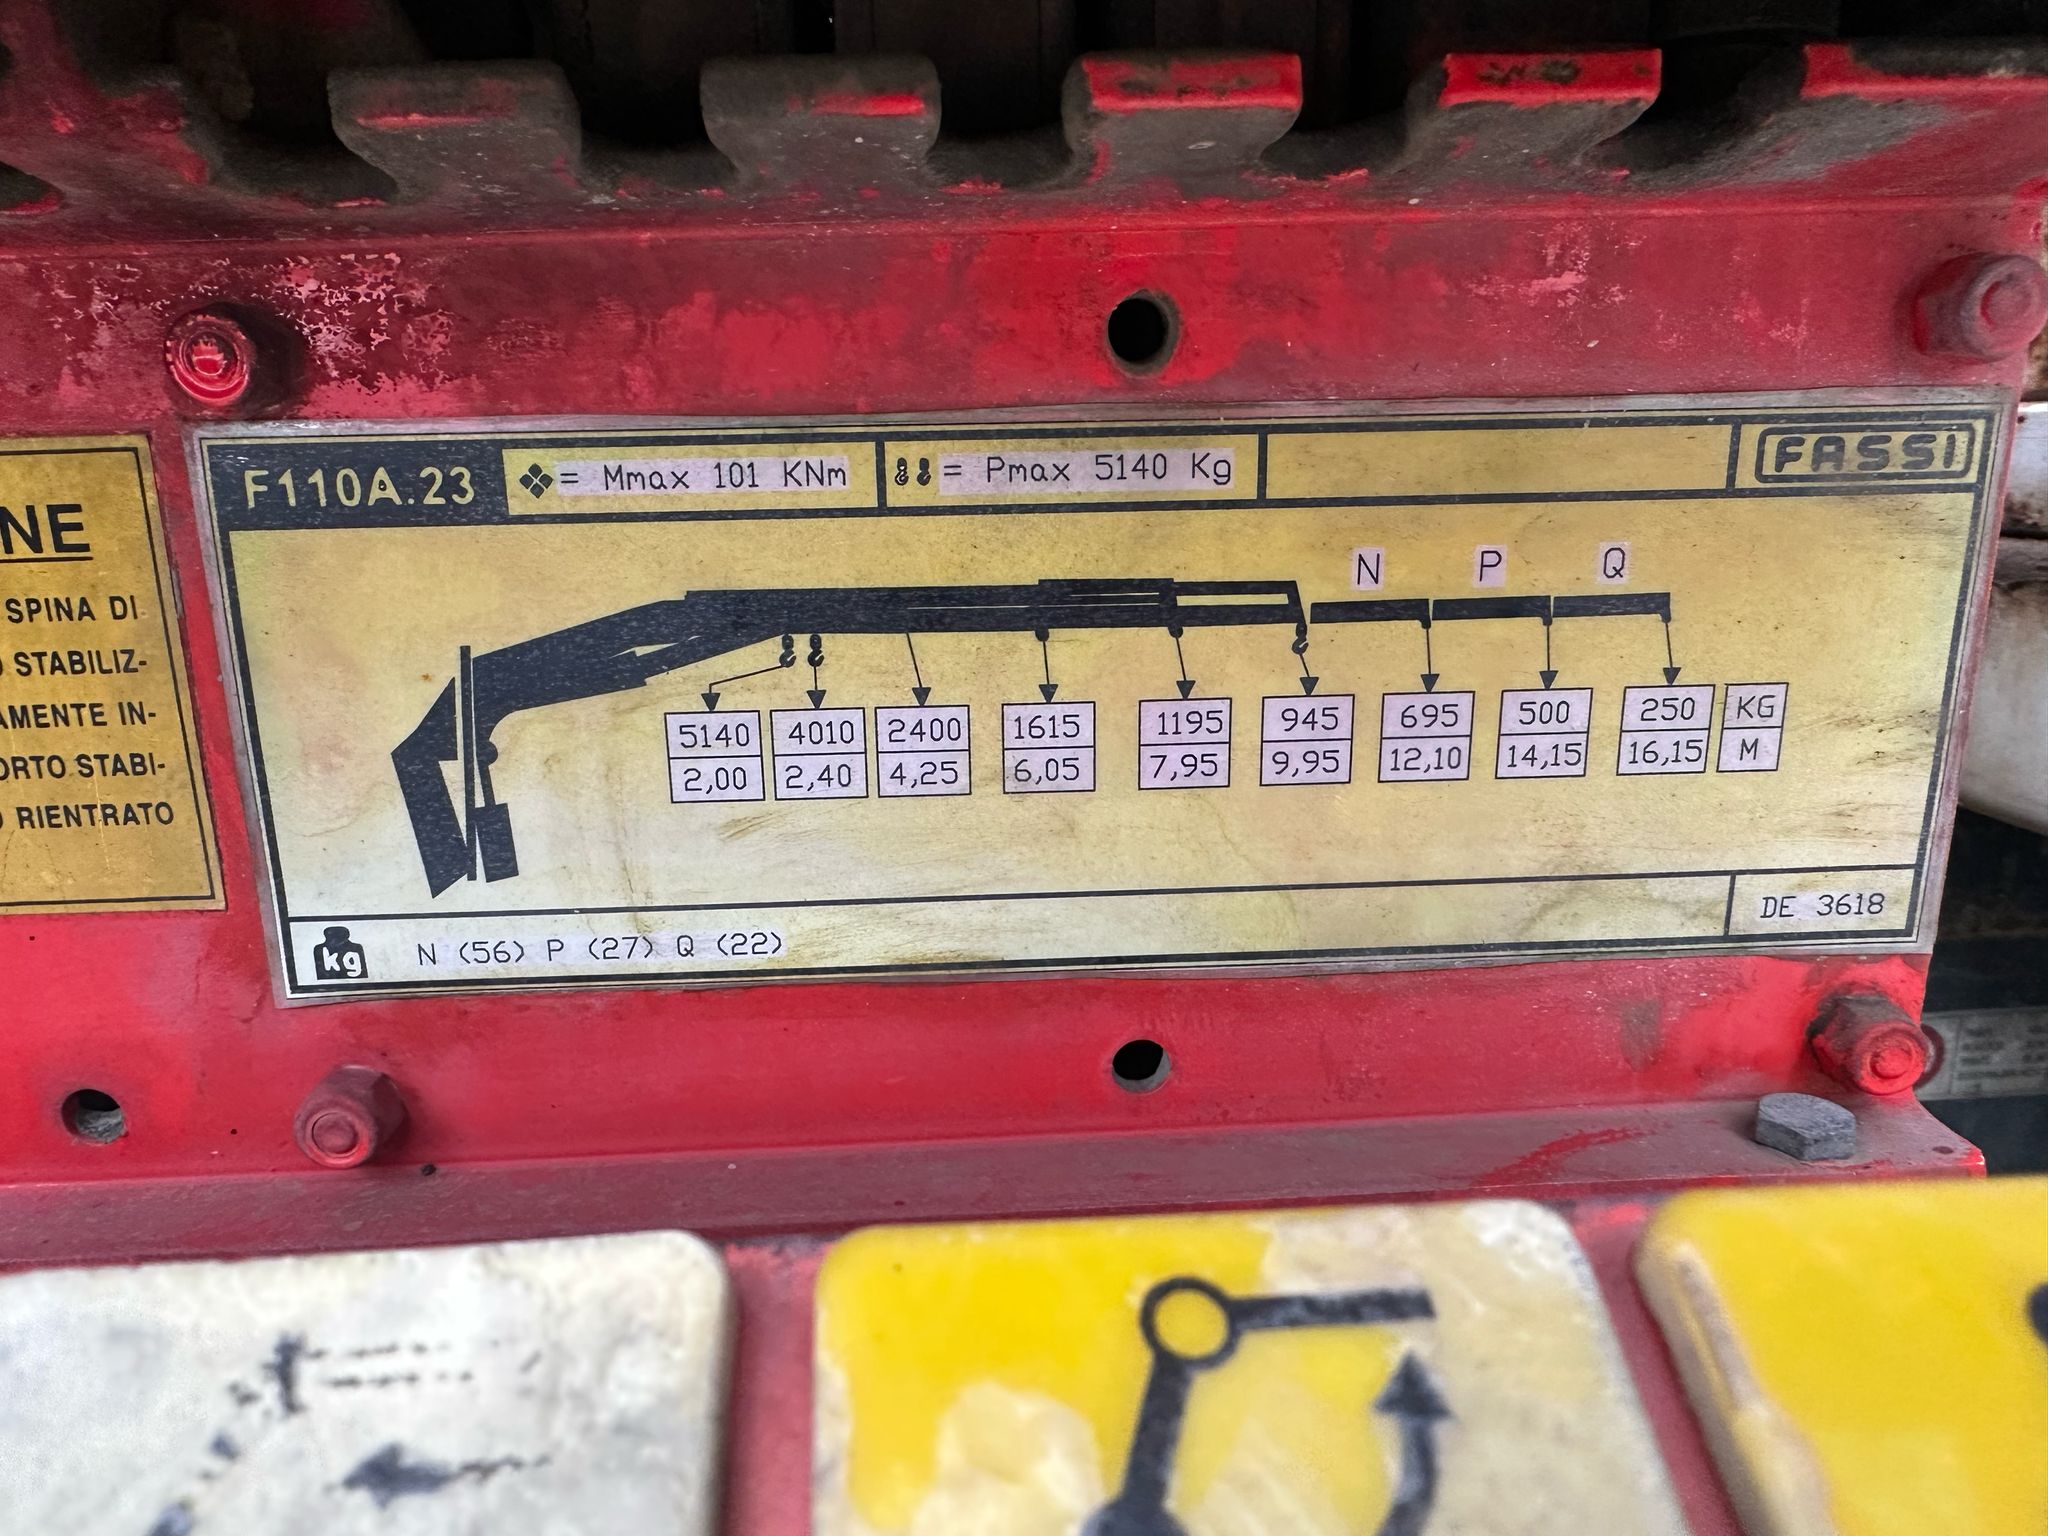 NE
SPINA DI
STABILIZ-
AMENTE IN-
ORTO STABI-
RIENTRATO
F110A.23
= Mmax 101 KNm
= Pmax 5140 Kg
FASSI
N P Q
5140 4010 2400 1615 1195 945 695 500 250 KG
2,00 2,40 4,25 6,05 7,95 9,95 12,10 14,15 16,15 M
DE 3618
kg N (56) P (27) Q (22)